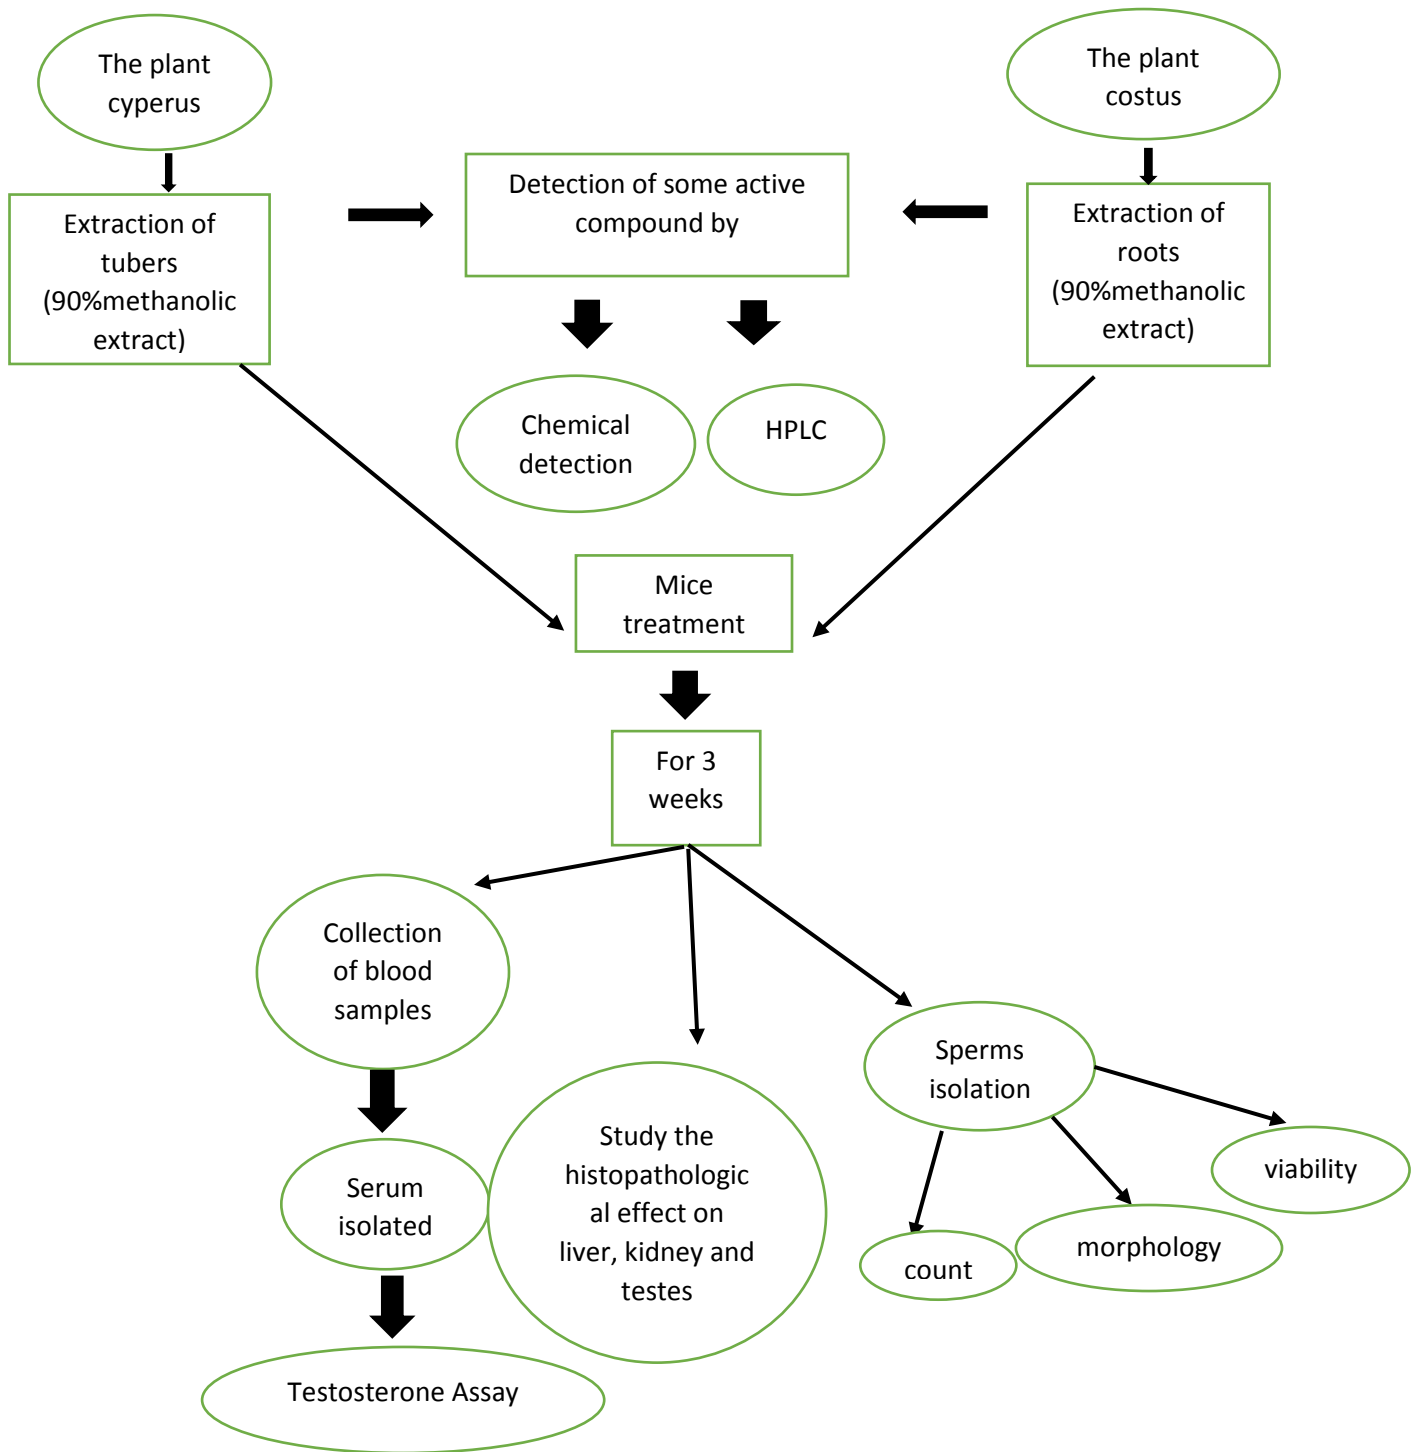 The plant
cyperus
The plant
costus
Extraction of
tubers
(90%methanolic
extract)
Detection of some active
compound by
Extraction of
roots
(90%methanolic
extract)
Chemical
detection
HPLC
Mice
treatment
For 3
weeks
Collection
of blood
samples
Sperms
isolation
Serum
isolated
Study the
histopathologic
al effect on
liver, kidney and
testes
viability
morphology
count
Testosterone Assay